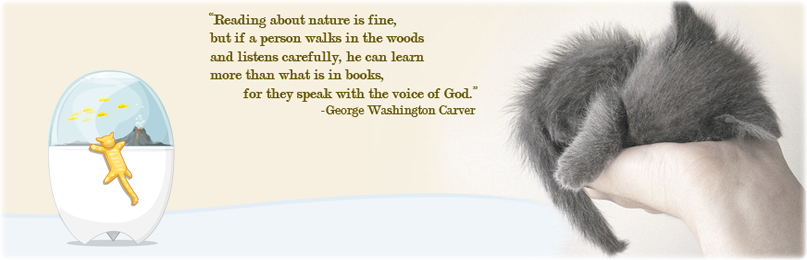 “Reading about nature is fine,
but if a person walks in the woods
and listens carefully, he can learn
more than what is in books,
for they speak with the voice of God.”
-George Washington Carver